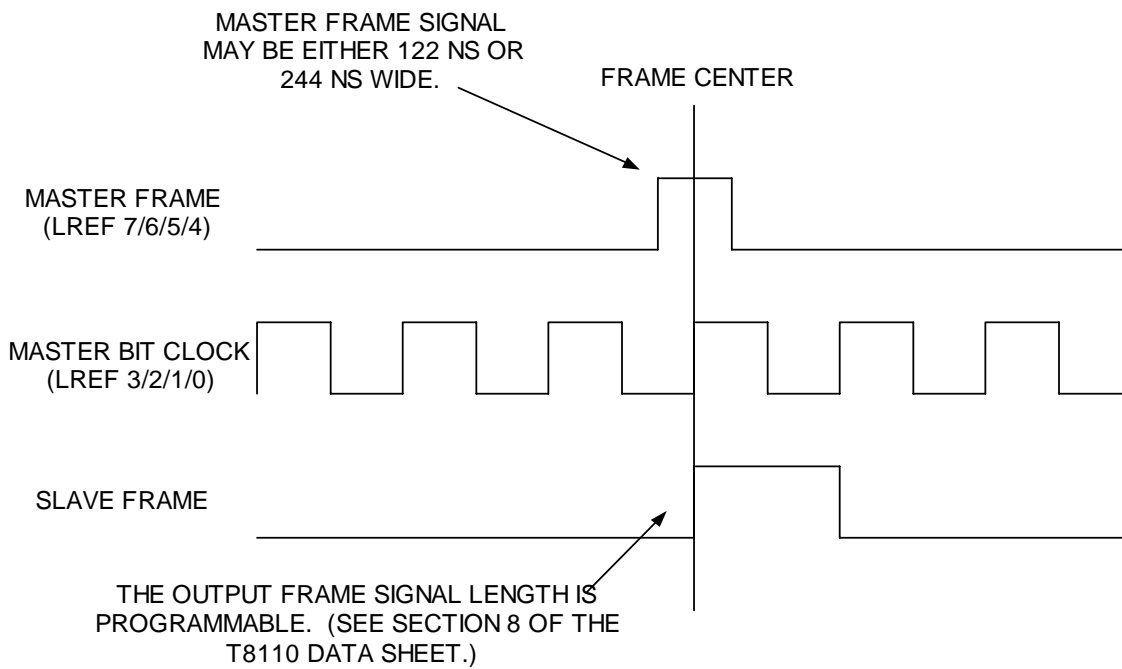 MASTER FRAME SIGNAL
MAY BE EITHER 122 NS OR
244 NS WIDE.
FRAME CENTER
MASTER FRAME
(LREF 7/6/5/4)
MASTER BIT CLOCK
(LREF 3/2/1/0)
SLAVE FRAME
THE OUTPUT FRAME SIGNAL LENGTH IS
PROGRAMMABLE. (SEE SECTION 8 OF THE
T8110 DATA SHEET.)